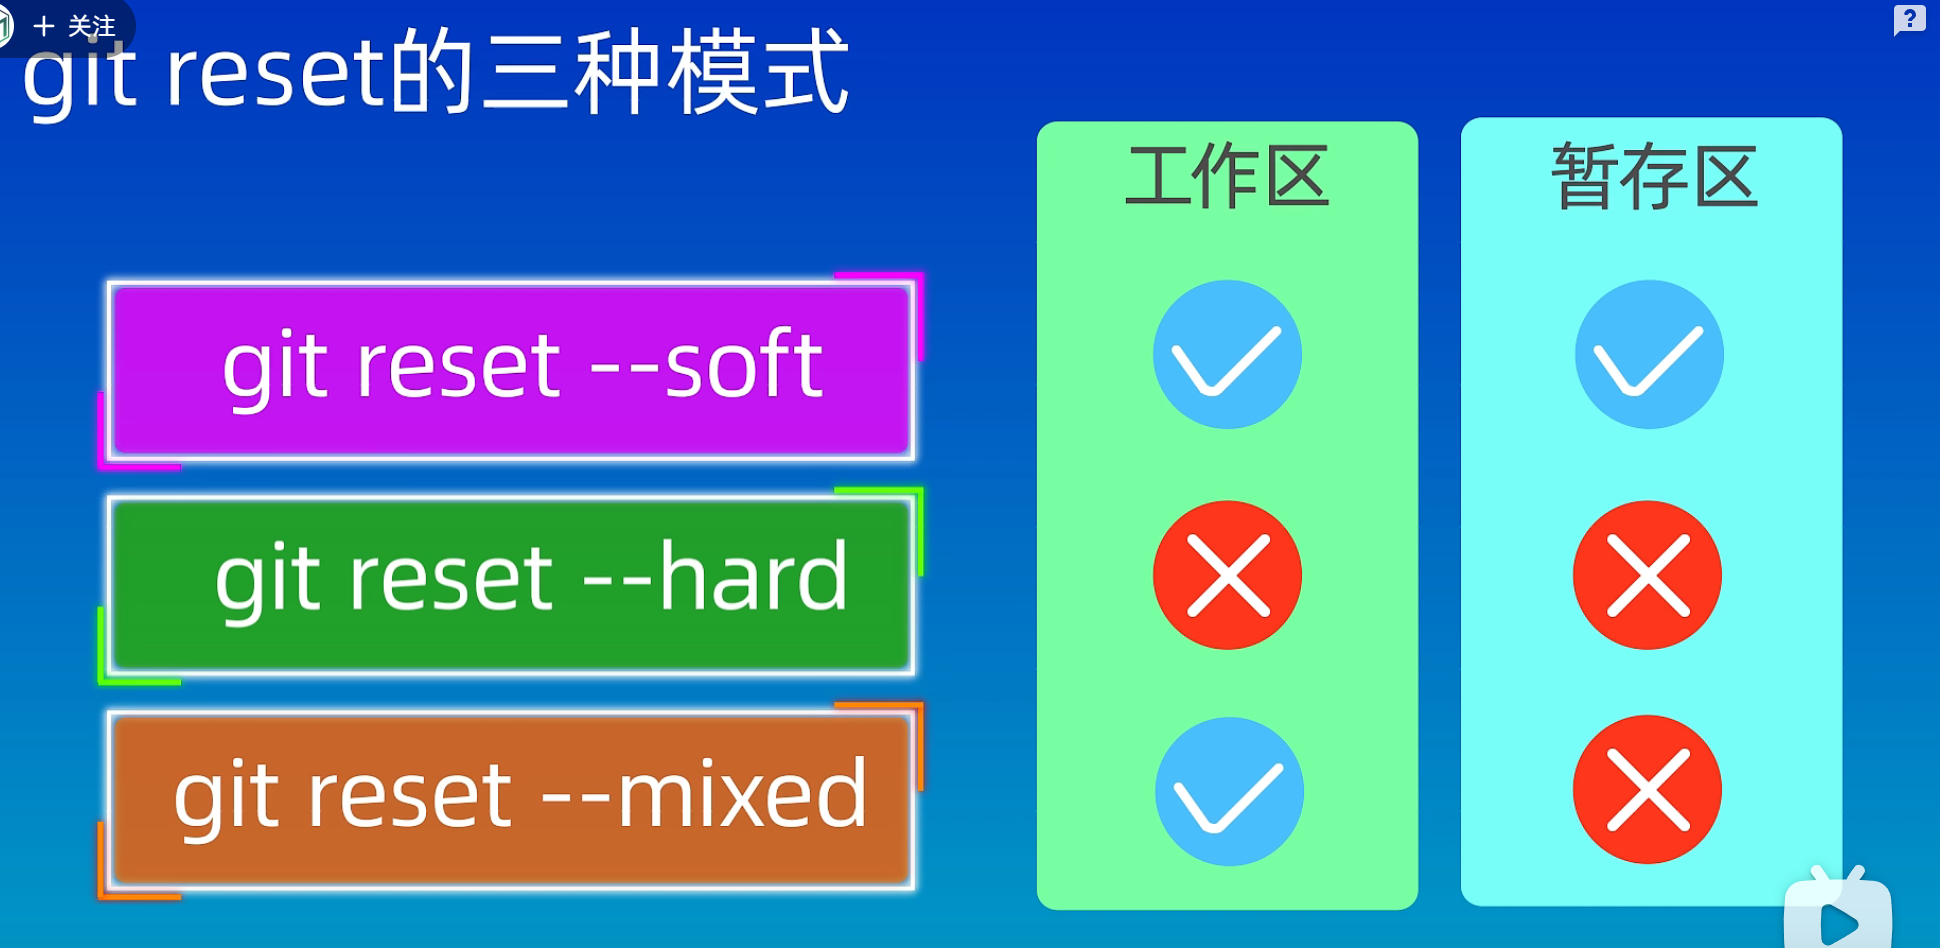 + 关注
git reset的三种模式
工作区 暂存区
git reset --soft
git reset --hard
git reset --mixed
?